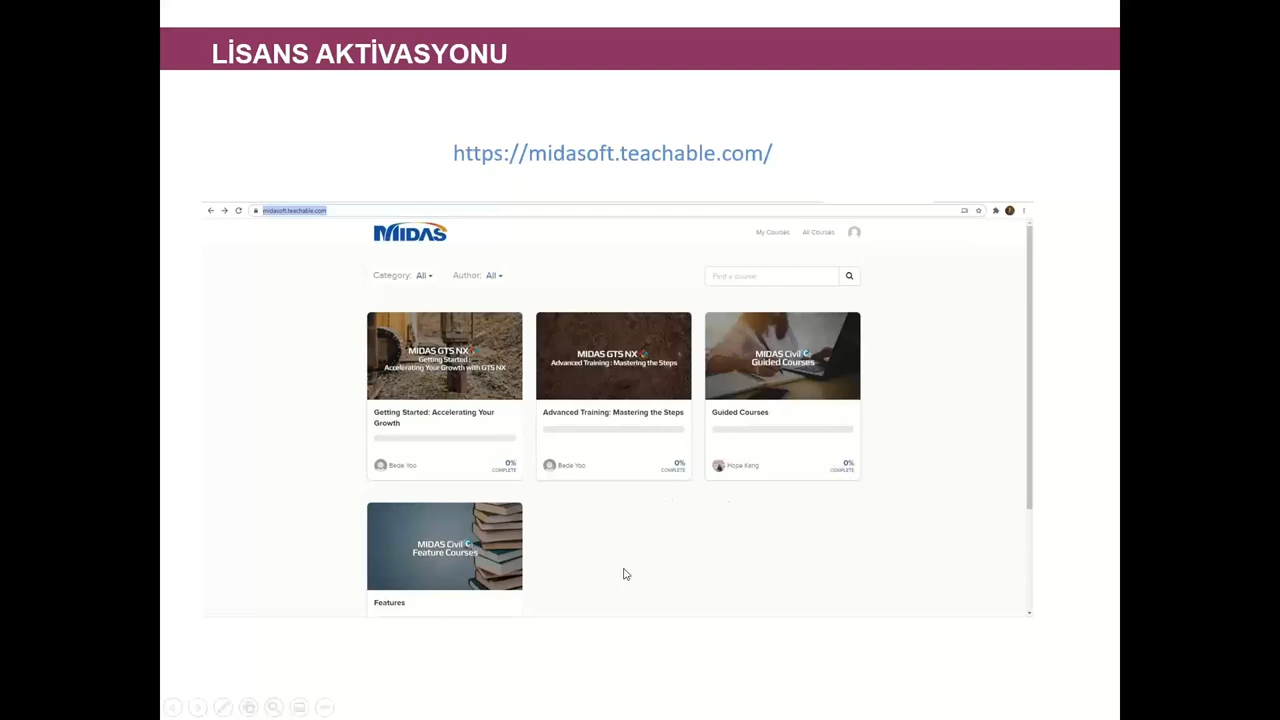 LİSANS AKTİVASYONU
https://midasoft.teachable.com/
midasoft.teachable.com
MIDAS
My Courses All Courses
Category: All Author: All
Find a course
MIDAS GTS NX
Getting Started:
Accelerating Your Growth with GTS NX
MIDAS GTS NX
Advanced Training: Mastering the Steps
MIDAS Civil
Guided Courses
Getting Started: Accelerating Your
Growth
Advanced Training: Mastering the Steps
Guided Courses
Bede Yoo 0%
COMPLETE
Bede Yoo 0%
COMPLETE
Hope Kang 0%
COMPLETE
MIDAS Civil
Feature Courses
Features